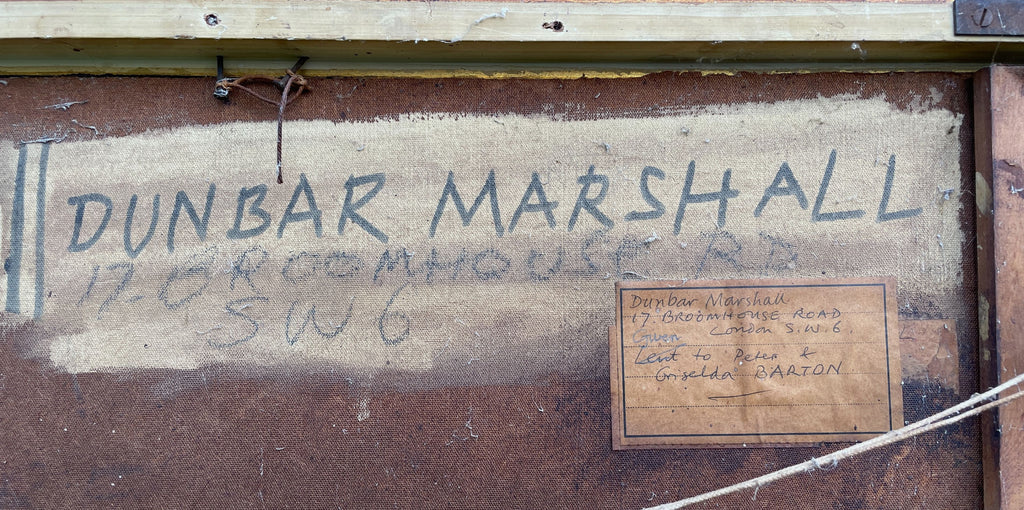 DUNBAR MARSHALL
17. BROOMHOUSE RD
SW6
Dunbar Marshall
17. BROOMHOUSE ROAD
London S.W.6.
Given
Lent to Peter &
Griselda BARTON